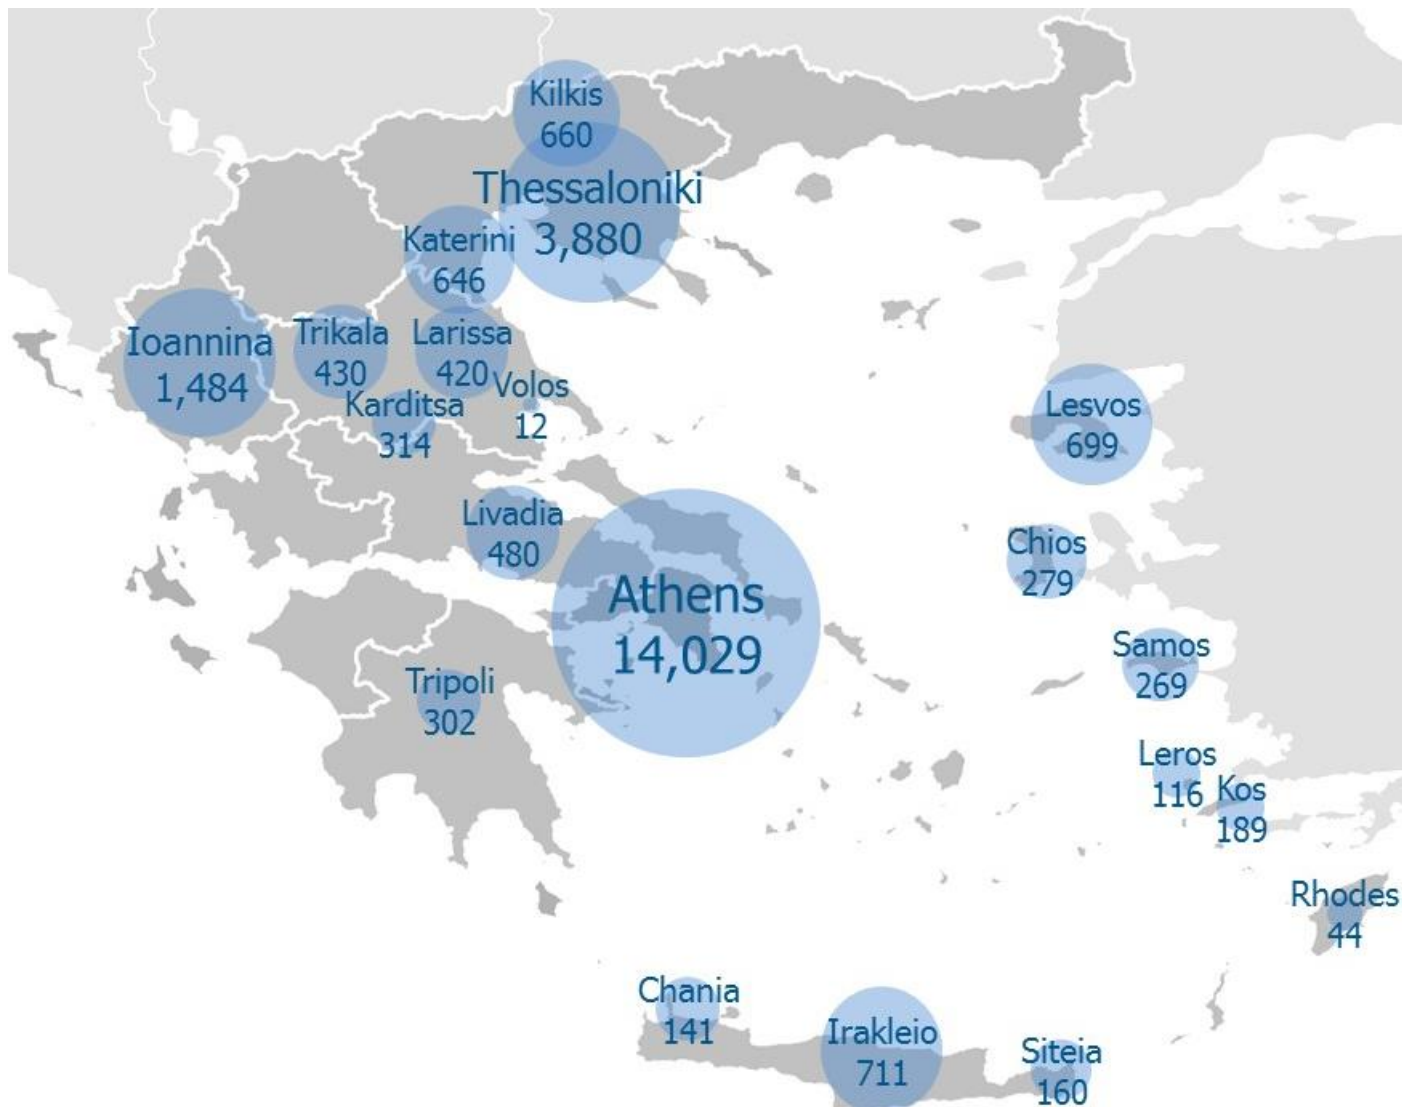 Kilkis
660
Thessaloniki
3,880
Katerini
646
Ioannina
1,484
Trikala
430
Larissa
420
Volos
12
Karditsa
314
Lesvos
699
Livadia
480
Chios
279
Athens
14,029
Samos
269
Tripoli
302
Leros
116
Kos
189
Rhodes
44
Chania
141
Irakleio
711
Siteia
160